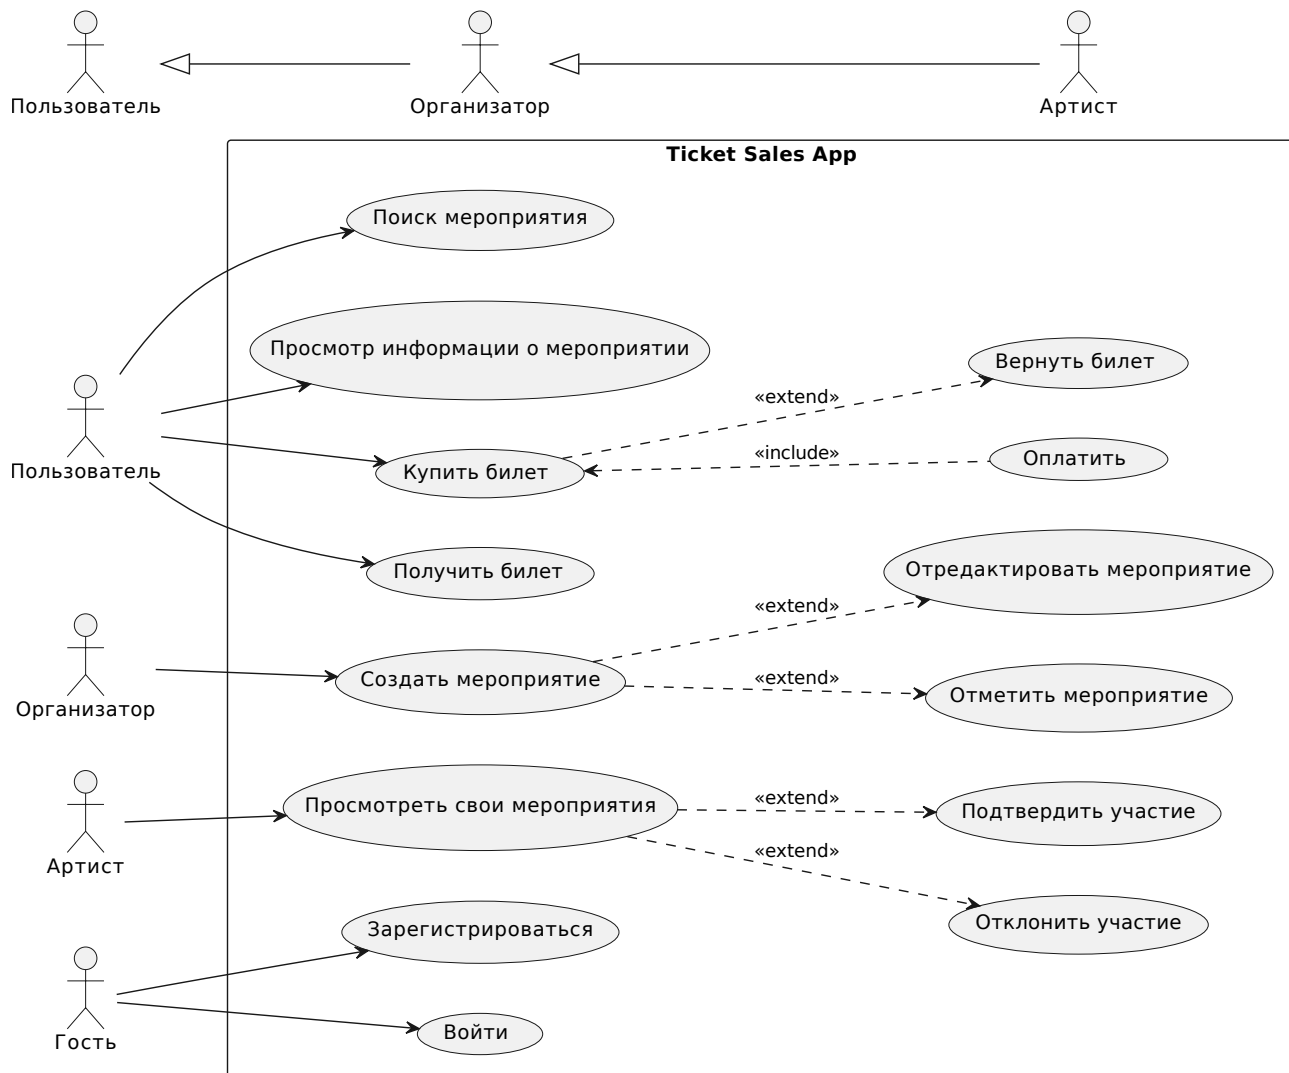 Пользователь
Организатор
Артист
Ticket Sales App
Поиск мероприятия
Просмотр информации о мероприятии
Вернуть билет
«extend»
Пользователь
Купить билет
«include»
Оплатить
Получить билет
Отредактировать мероприятие
«extend»
Организатор
Создать мероприятие
«extend»
Отметить мероприятие
Артист
Просмотреть свои мероприятия
«extend»
Подтвердить участие
«extend»
Отклонить участие
Зарегистрироваться
Гость
Войти